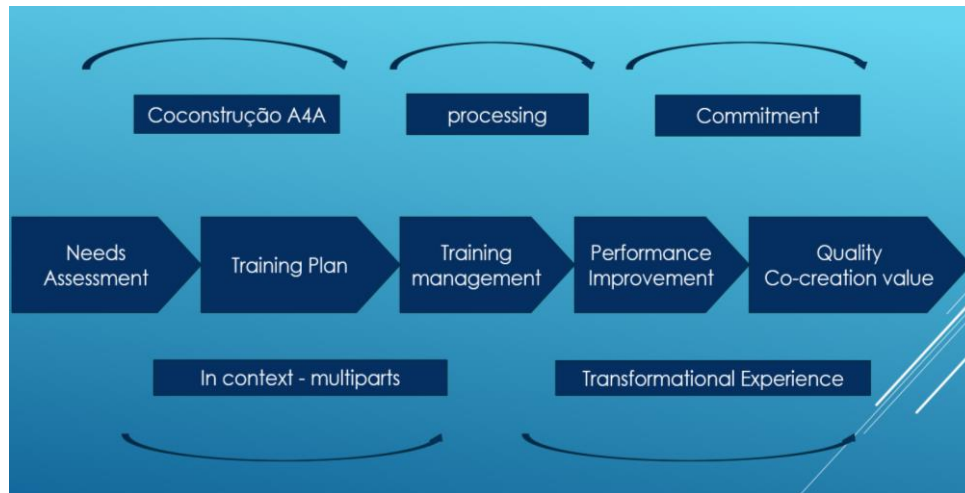 Coconstrução A4A
processing
Commitment
Needs
Assessment
Training Plan
Training
management
Performance
Improvement
Quality
Co-creation value
In context - multiparts
Transformational Experience